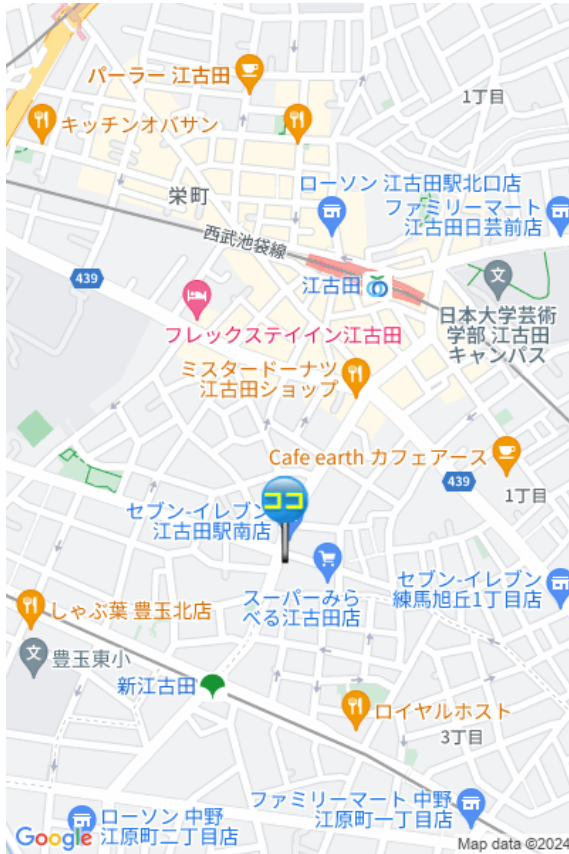 パーラー 江古田
1丁目
キッチンオバサン
栄町
ローソン 江古田駅北口店
ファミリーマート
江古田日芸前店
西武池袋線
439
江古田
日本大学芸術
学部 江古田
キャンパス
フレックステイイン江古田
ミスタードーナツ
江古田ショップ
Cafe earth カフェアース
439
1丁目
ココ
セブン-イレブン
江古田駅南店
スーパーみら
べる江古田店
セブン-イレブン
練馬旭丘1丁目店
しゃぶ葉 豊玉北店
文
豊玉東小
文
新江古田
ロイヤルホスト
3丁目
ファミリーマート 中野
江原町一丁目店
ローソン 中野
江原町二丁目店
Google
Map data ©2024